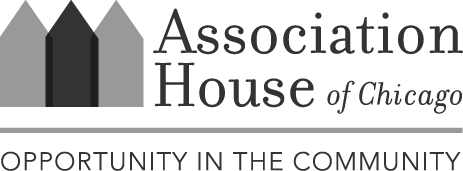 Association
House of Chicago
OPPORTUNITY IN THE COMMUNITY